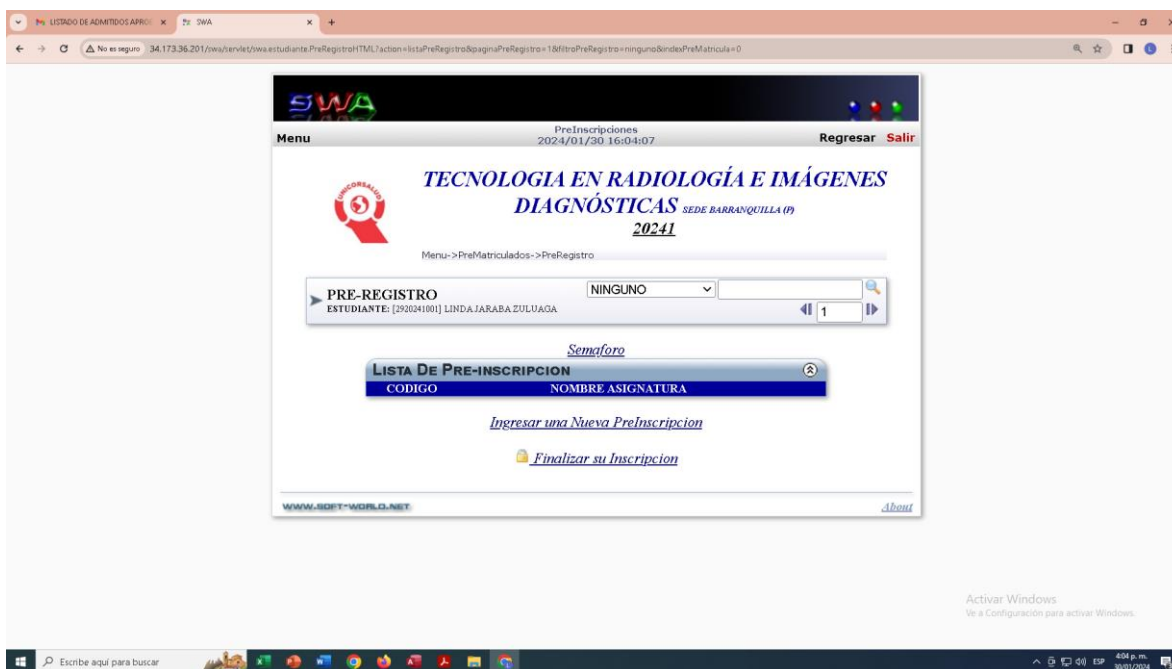 LISTADO DE ADMITIDOS APRO
SWA
No es seguro 34.173.36.201/swa/servlet/swa.estudiante.PreRegistroHTML?action=listaPreRegistro&paginaPreRegistro=1&filtroPreRegistro=ninguno&indexPreMatricula=0
SWA
Menu
PreInscripciones
2024/01/30 16:04:07
Regresar Salir
UNICORSALUD
TECNOLOGIA EN RADIOLOGÍA E IMÁGENES
DIAGNÓSTICAS SEDE BARRANQUILLA (P)
20241
Menu->PreMatriculados->PreRegistro
PRE-REGISTRO
NINGUNO
ESTUDIANTE: [2920241001] LINDA JARABA ZULUAGA
1
Semaforo
LISTA DE PRE-INSCRIPCION
CODIGO NOMBRE ASIGNATURA
Ingresar una Nueva PreInscripcion
Finalizar su Inscripcion
WWW.SOFT-WORLD.NET
About
Activar Windows
Ve a Configuración para activar Windows.
Escribe aquí para buscar
ESP
4:04 p. m.
30/01/2024